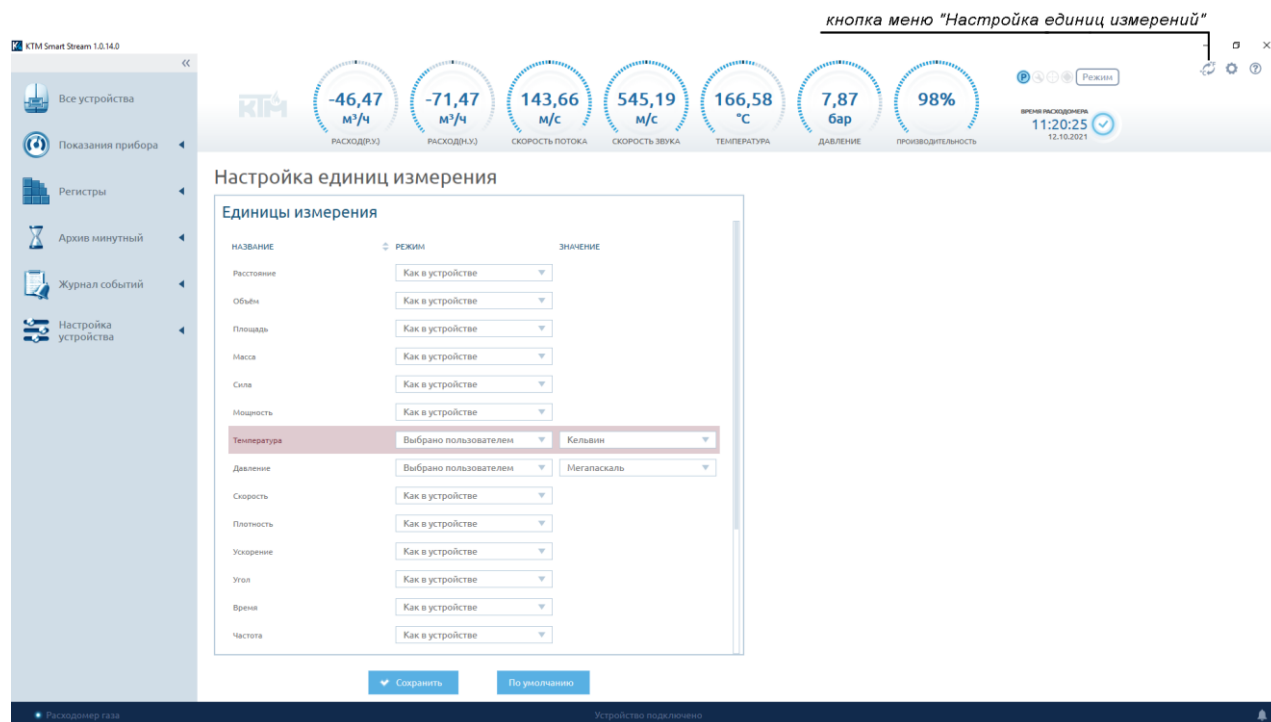 кнопка меню "Настройка единиц измерений"
KTM Smart Stream 1.0.14.0
Все устройства
Показания прибора
Регистры
Архив минутный
Журнал событий
Настройка
устройства
КТМ
-46,47
м³/ч
РАСХОД(Р.У.)
-71,47
м³/ч
РАСХОД(Н.У.)
143,66
м/с
СКОРОСТЬ ПОТОКА
545,19
м/с
СКОРОСТЬ ЗВУКА
166,58
°C
ТЕМПЕРАТУРА
7,87
бар
ДАВЛЕНИЕ
98%
ПРОИЗВОДИТЕЛЬНОСТЬ
P
Режим
ВРЕМЯ РАСХОДОМЕРА
11:20:25
12.10.2021
Настройка единиц измерения
Единицы измерения
НАЗВАНИЕ РЕЖИМ ЗНАЧЕНИЕ
Расстояние Как в устройстве
Объём Как в устройстве
Площадь Как в устройстве
Масса Как в устройстве
Сила Как в устройстве
Мощность Как в устройстве
Температура Выбрано пользователем Кельвин
Давление Выбрано пользователем Мегапаскаль
Скорость Как в устройстве
Плотность Как в устройстве
Ускорение Как в устройстве
Угол Как в устройстве
Время Как в устройстве
Частота Как в устройстве
Сохранить По умолчанию
Расходомер газа Устройство подключено